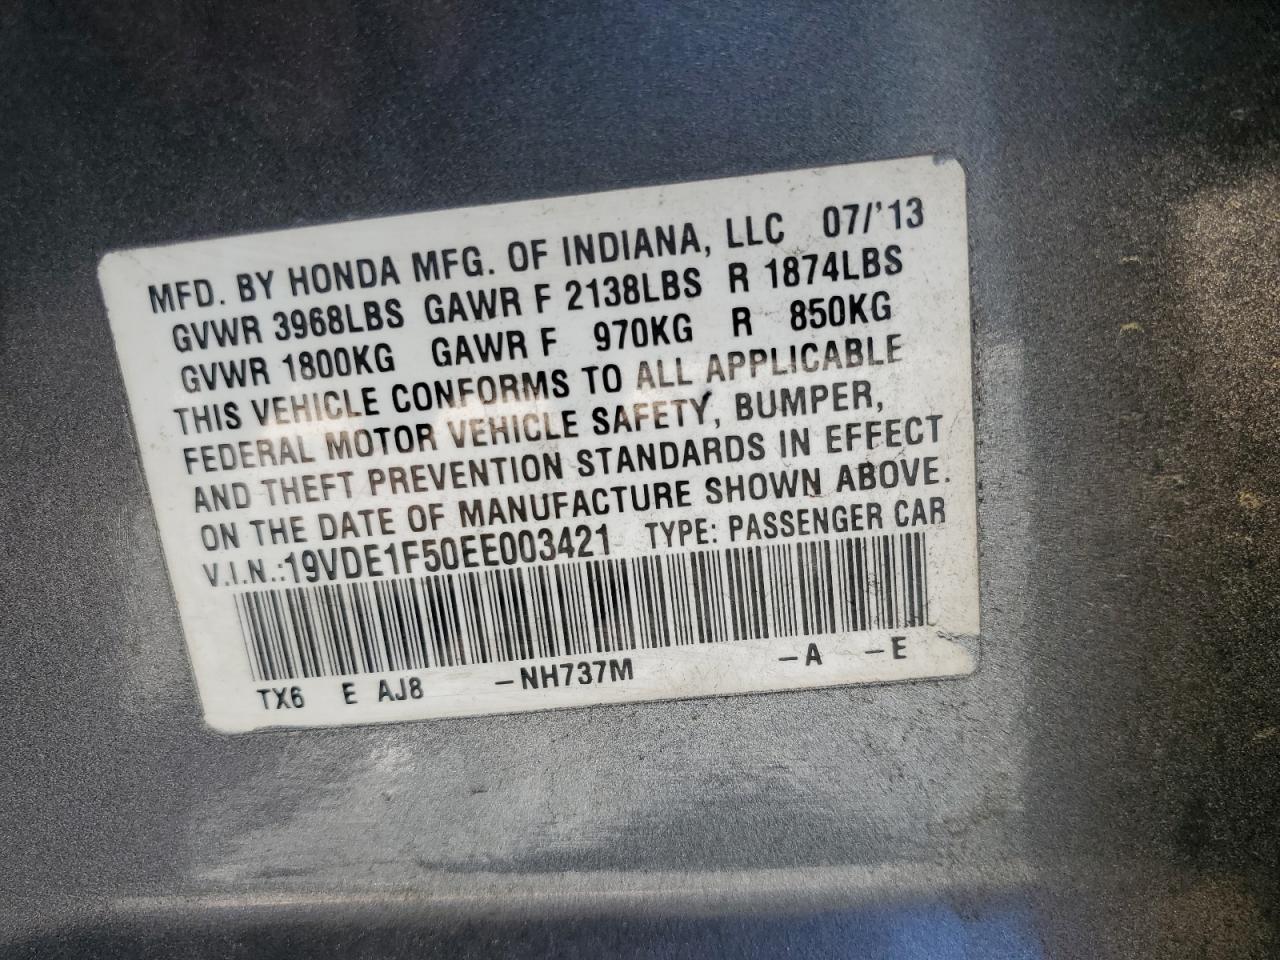 MFD. BY HONDA MFG. OF INDIANA, LLC 07/'13
GVWR 3968LBS GAWR F 2138LBS R 1874LBS
GVWR 1800KG GAWR F 970KG R 850KG
THIS VEHICLE CONFORMS TO ALL APPLICABLE
FEDERAL MOTOR VEHICLE SAFETY, BUMPER,
AND THEFT PREVENTION STANDARDS IN EFFECT
ON THE DATE OF MANUFACTURE SHOWN ABOVE.
V.I.N.:19VDE1F50EE003421 TYPE: PASSENGER CAR
TX6 E AJ8 -NH737M -A -E